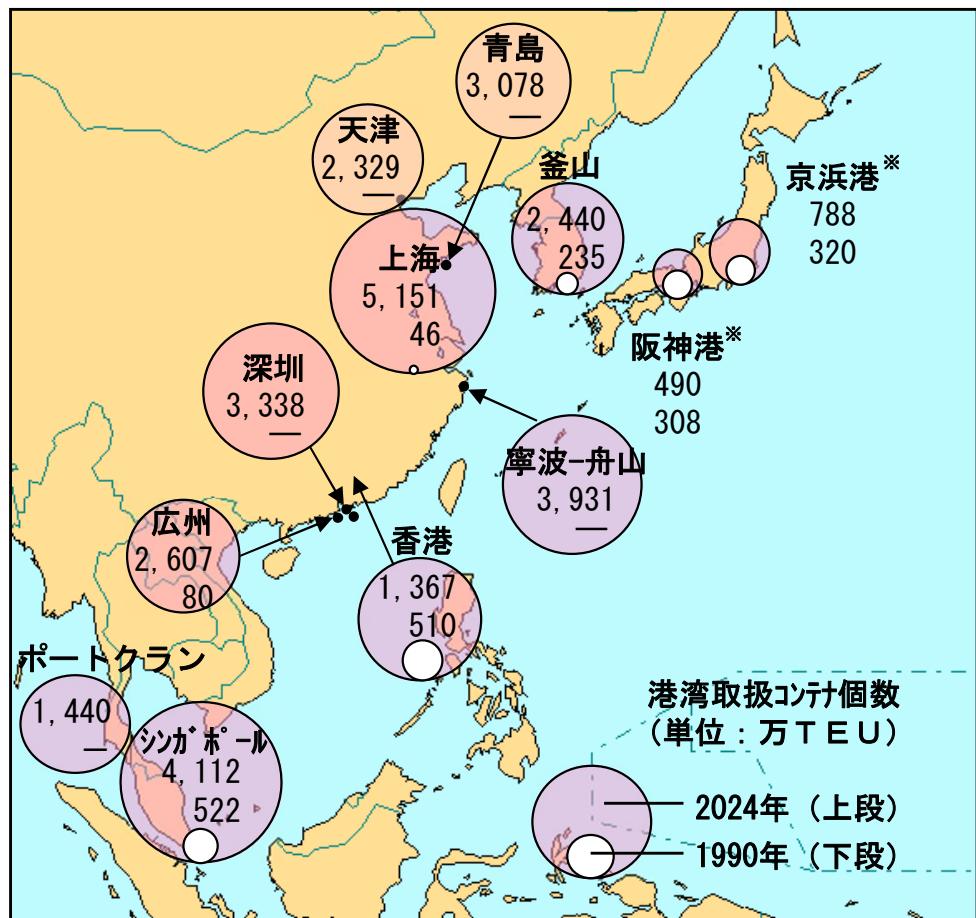 青島
3,078
―
天津
2,329
―
釜山
2,440
235
京浜港※
788
320
上海
5,151
46
阪神港※
490
308
深圳
3,338
―
寧波-舟山
3,931
―
広州
2,607
80
香港
1,367
510
ポートクラン
1,440
―
シンガポール
4,112
522
港湾取扱コンテナ個数
(単位:万TEU)
2024年(上段)
1990年(下段)